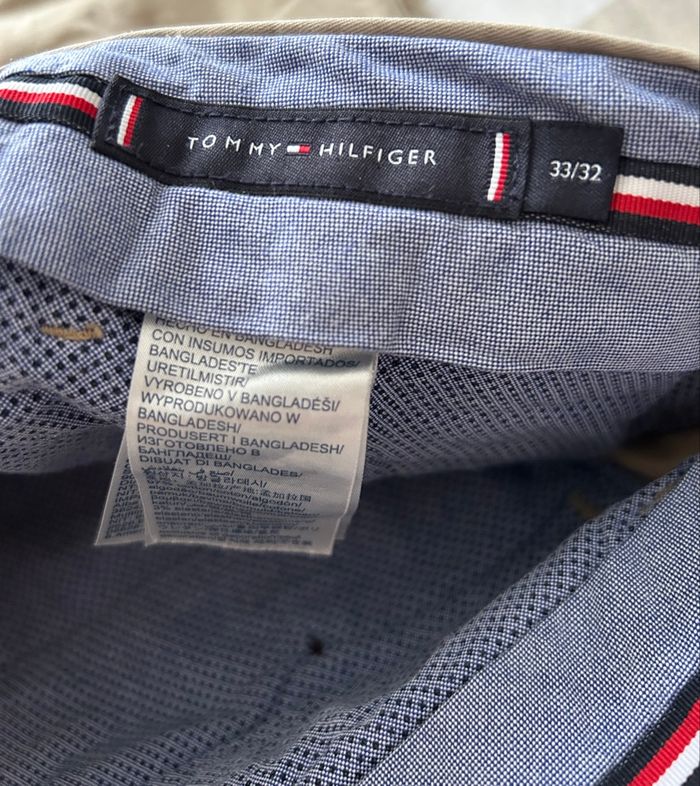 TOMMY HILFIGER
33/32
HECHO EN BANGLADESH
CON INSUMOS IMPORTADOS/
BANGLADESTE
URETILMISTIR/
VYROBENO V BANGLADÉŠI/
WYPRODUKOWANO W
BANGLADESH/
PRODUSERT I BANGLADESH/
ИЗГОТОВЛЕНО В
БАНГЛАДЕШ/
DIBUAT DI BANGLADES/